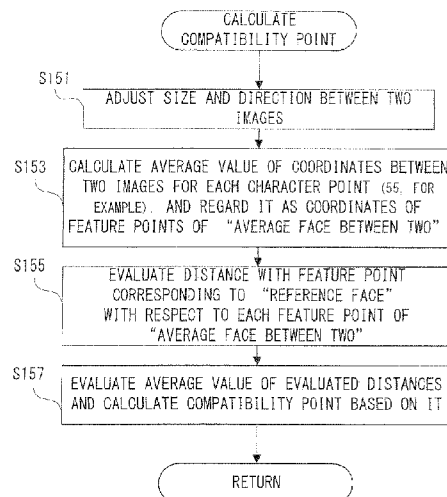 CALCULATE
COMPATIBILITY POINT
S151
ADJUST SIZE AND DIRECTION BETWEEN TWO
IMAGES
S153
CALCULATE AVERAGE VALUE OF COORDINATES BETWEEN
TWO IMAGES FOR EACH CHARACTER POINT (55, FOR
EXAMPLE), AND REGARD IT AS COORDINATES OF
FEATURE POINTS OF "AVERAGE FACE BETWEEN TWO"
S155
EVALUATE DISTANCE WITH FEATURE POINT
CORRESPONDING TO "REFERENCE FACE"
WITH RESPECT TO EACH FEATURE POINT OF
"AVERAGE FACE BETWEEN TWO"
S157
EVALUATE AVERAGE VALUE OF EVALUATED DISTANCES
AND CALCULATE COMPATIBILITY POINT BASED ON IT
RETURN